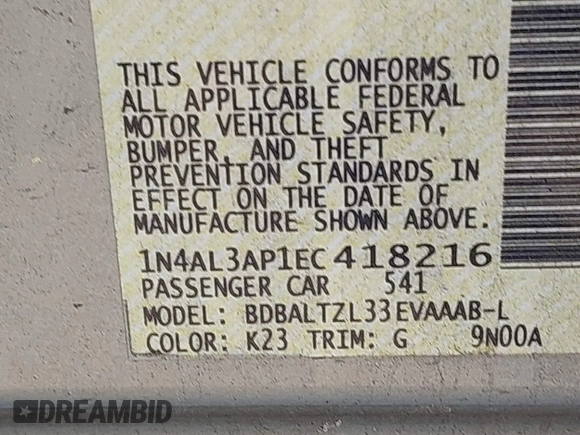 THIS VEHICLE CONFORMS TO
ALL APPLICABLE FEDERAL
MOTOR VEHICLE SAFETY,
BUMPER, AND THEFT
PREVENTION STANDARDS IN
EFFECT ON THE DATE OF
MANUFACTURE SHOWN ABOVE.
1N4AL3AP1EC418216
PASSENGER CAR 541
MODEL: BDBALTZL33EVAAAB-L
COLOR: K23 TRIM: G 9N00A
DREAMBID